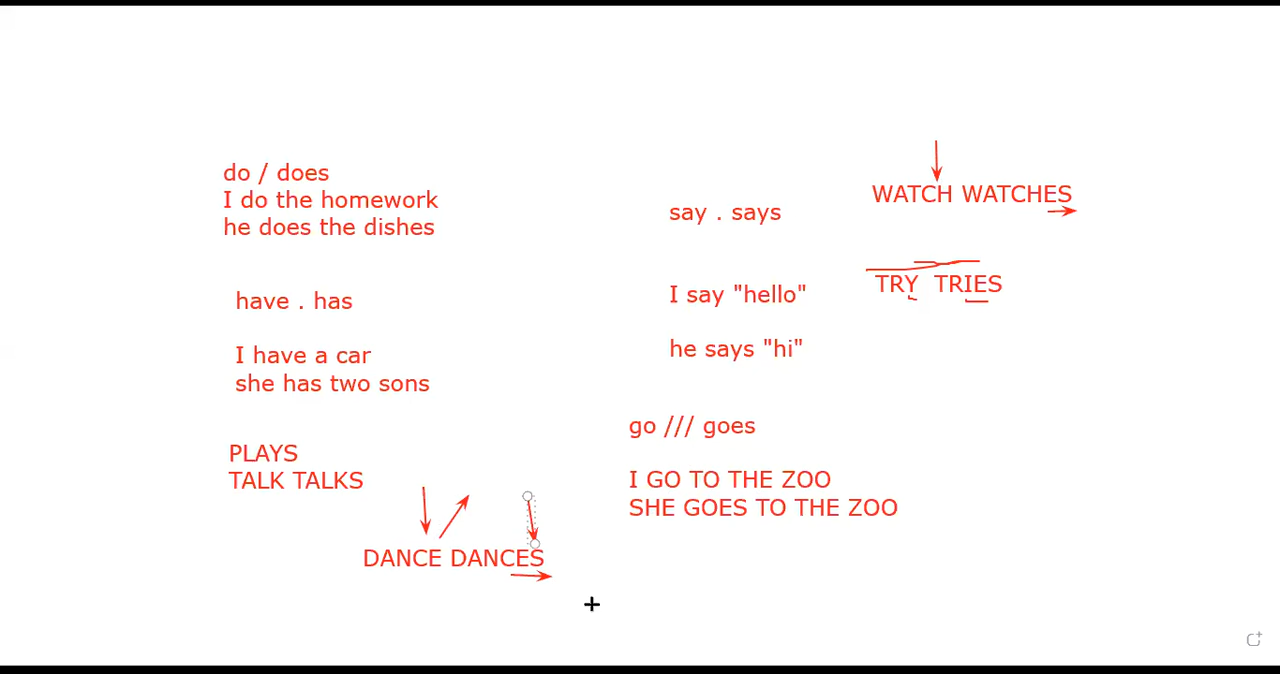 do / does
I do the homework
he does the dishes
have . has
I have a car
she has two sons
PLAYS
TALK TALKS
DANCE DANCES
say . says
I say "hello"
he says "hi"
go /// goes
I GO TO THE ZOO
SHE GOES TO THE ZOO
WATCH WATCHES
TRY TRIES